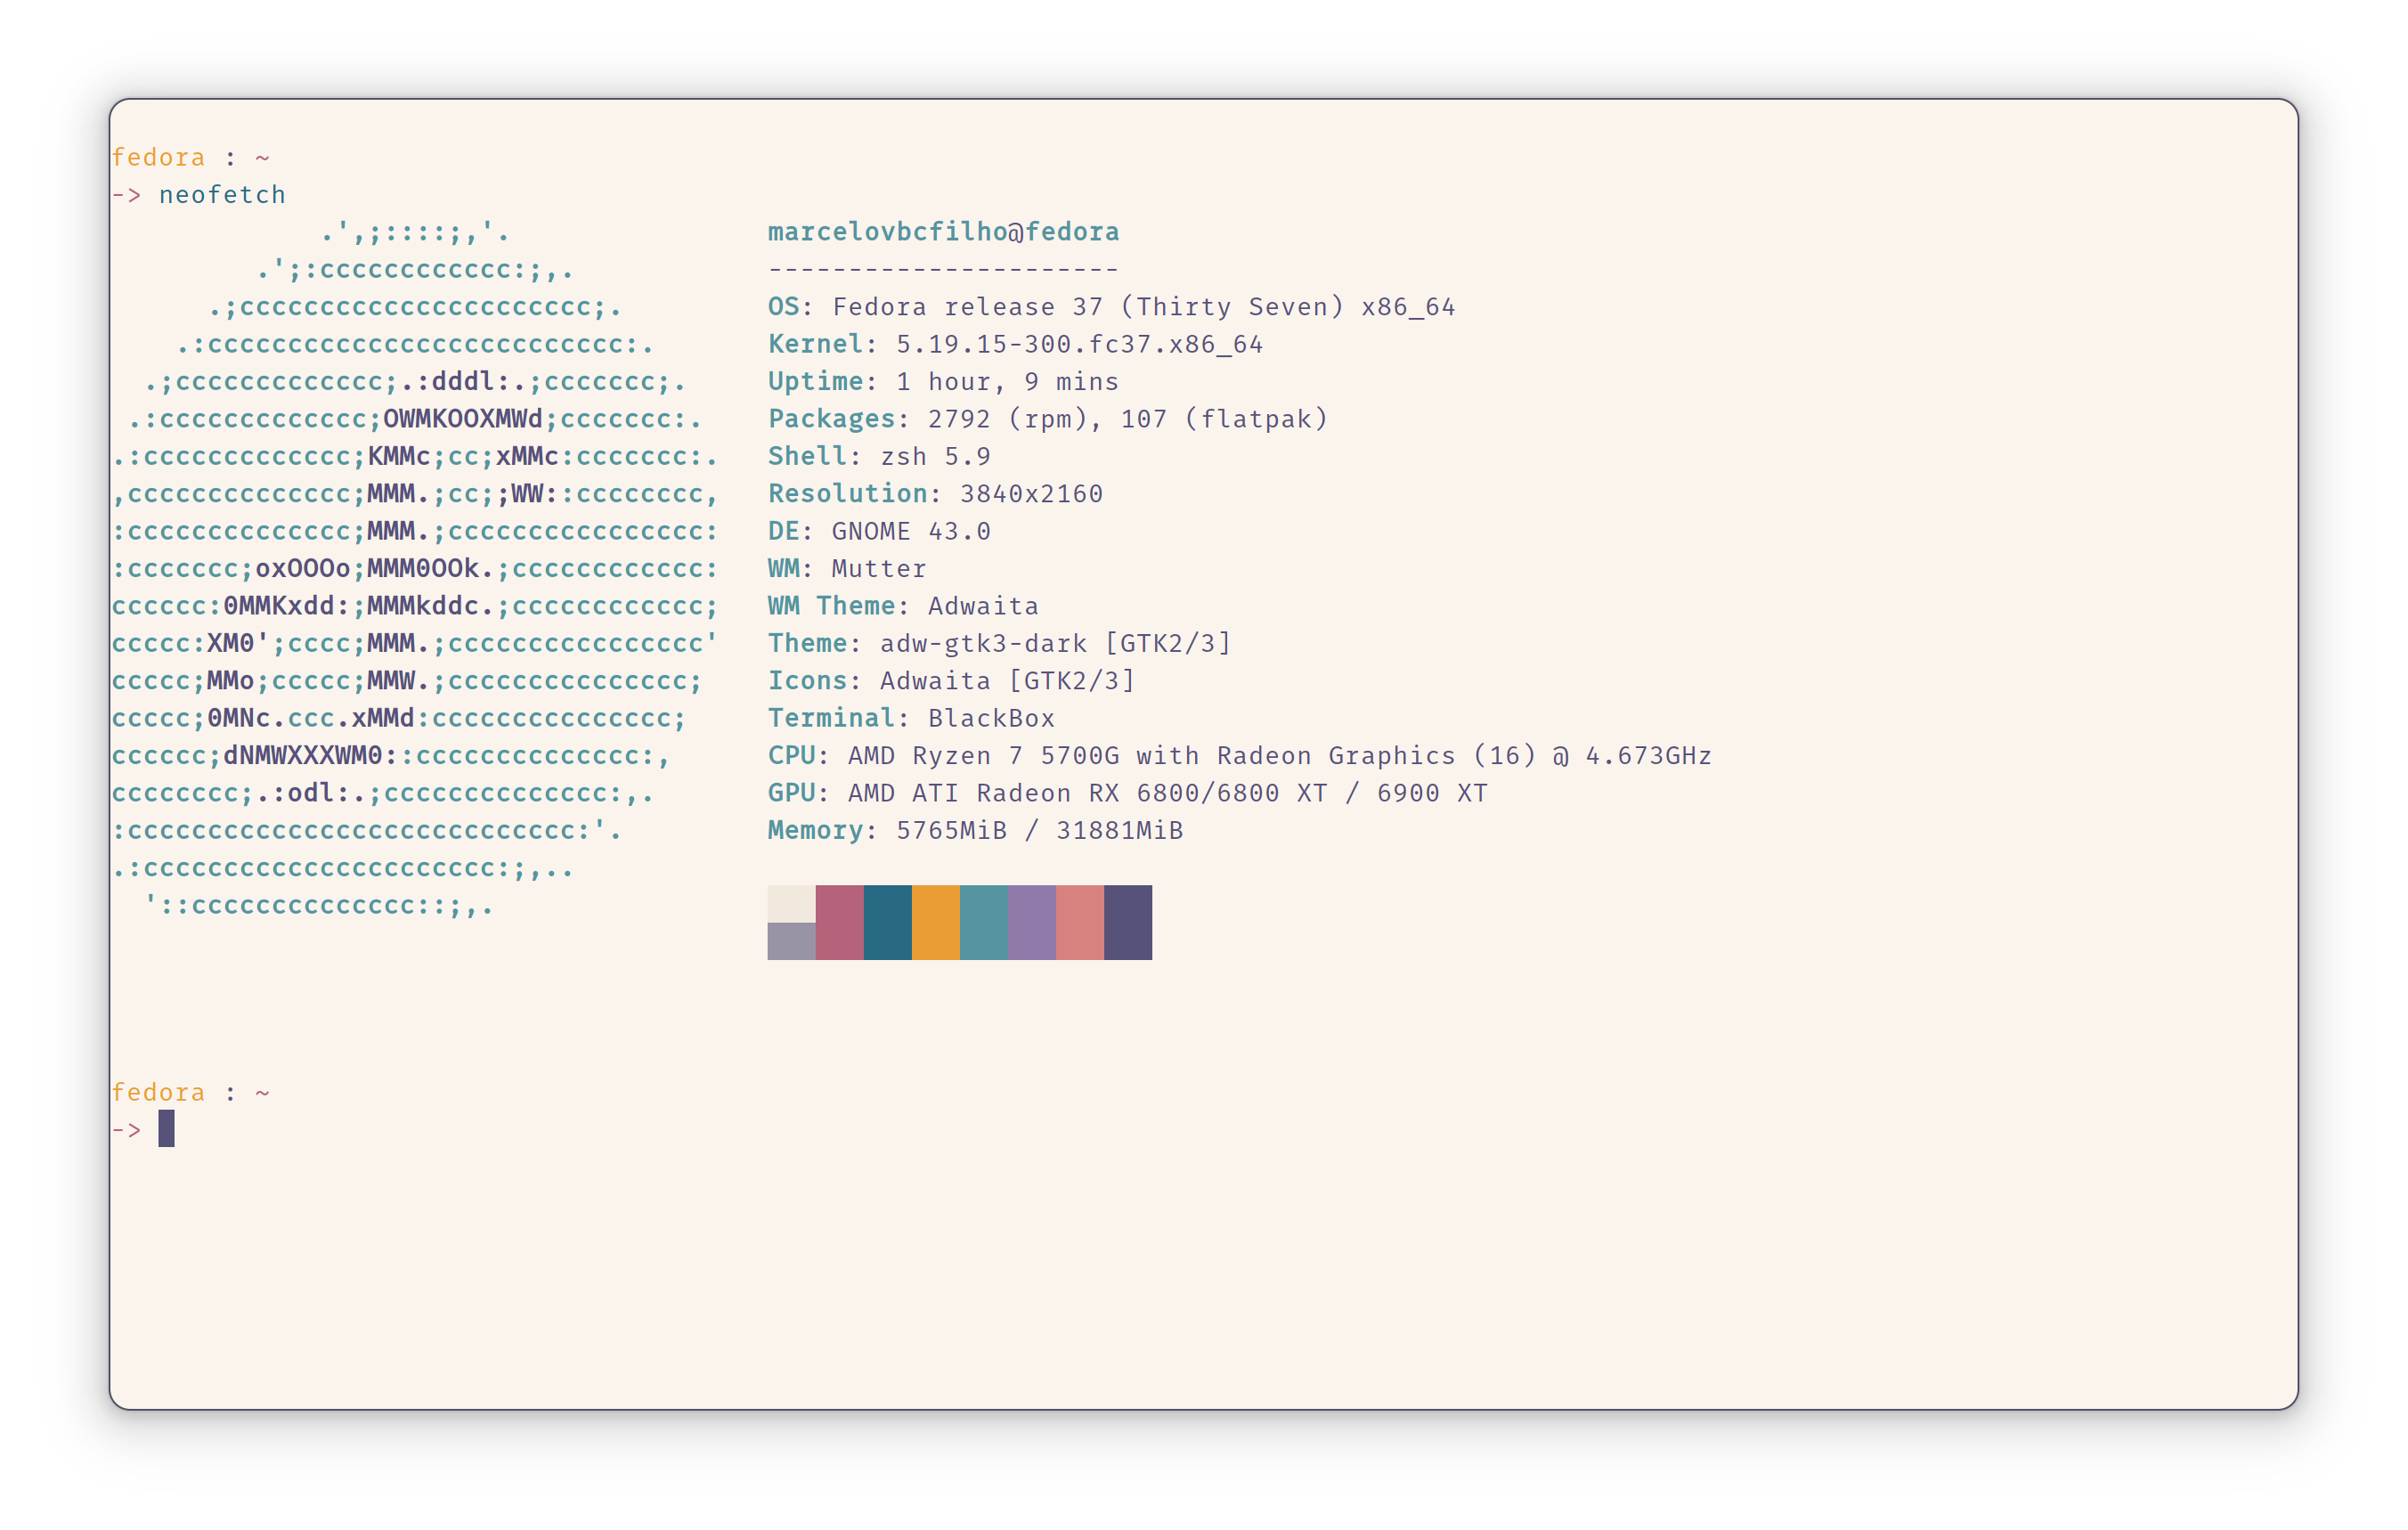 fedora : ~
-> neofetch
             .',;::::;,'.                marcelovbcfilho@fedora
         .';:cccccccccccc:;,.            ----------------------
      .;cccccccccccccccccccccc;.         OS: Fedora release 37 (Thirty Seven) x86_64
    .:cccccccccccccccccccccccccc:.       Kernel: 5.19.15-300.fc37.x86_64
  .;ccccccccccccc;.:dddl:.;ccccccc;.     Uptime: 1 hour, 9 mins
 .:ccccccccccccc;OWMKOOXMWd;ccccccc:.    Packages: 2792 (rpm), 107 (flatpak)
.:ccccccccccccc;KMMc;cc;xMMc:ccccccc:.   Shell: zsh 5.9
,cccccccccccccc;MMM.;cc;;WW::cccccccc,   Resolution: 3840x2160
:cccccccccccccc;MMM.;cccccccccccccccc:   DE: GNOME 43.0
:ccccccc;oxOOOo;MMM0OOk.;cccccccccccc:   WM: Mutter
cccccc:0MMKxdd:;MMMkddc.;cccccccccccc;   WM Theme: Adwaita
ccccc:XM0';cccc;MMM.;cccccccccccccccc'   Theme: adw-gtk3-dark [GTK2/3]
ccccc;MMo;ccccc;MMW.;ccccccccccccccc;    Icons: Adwaita [GTK2/3]
ccccc;0MNc.ccc.xMMd:ccccccccccccccc;     Terminal: BlackBox
cccccc;dNMWXXXWM0::cccccccccccccc:,      CPU: AMD Ryzen 7 5700G with Radeon Graphics (16) @ 4.673GHz
cccccccc;.:odl:.;cccccccccccccc:,.       GPU: AMD ATI Radeon RX 6800/6800 XT / 6900 XT
:cccccccccccccccccccccccccccc:'.         Memory: 5765MiB / 31881MiB
.:cccccccccccccccccccccc:;,..
  '::cccccccccccccc::;,.
fedora : ~
->